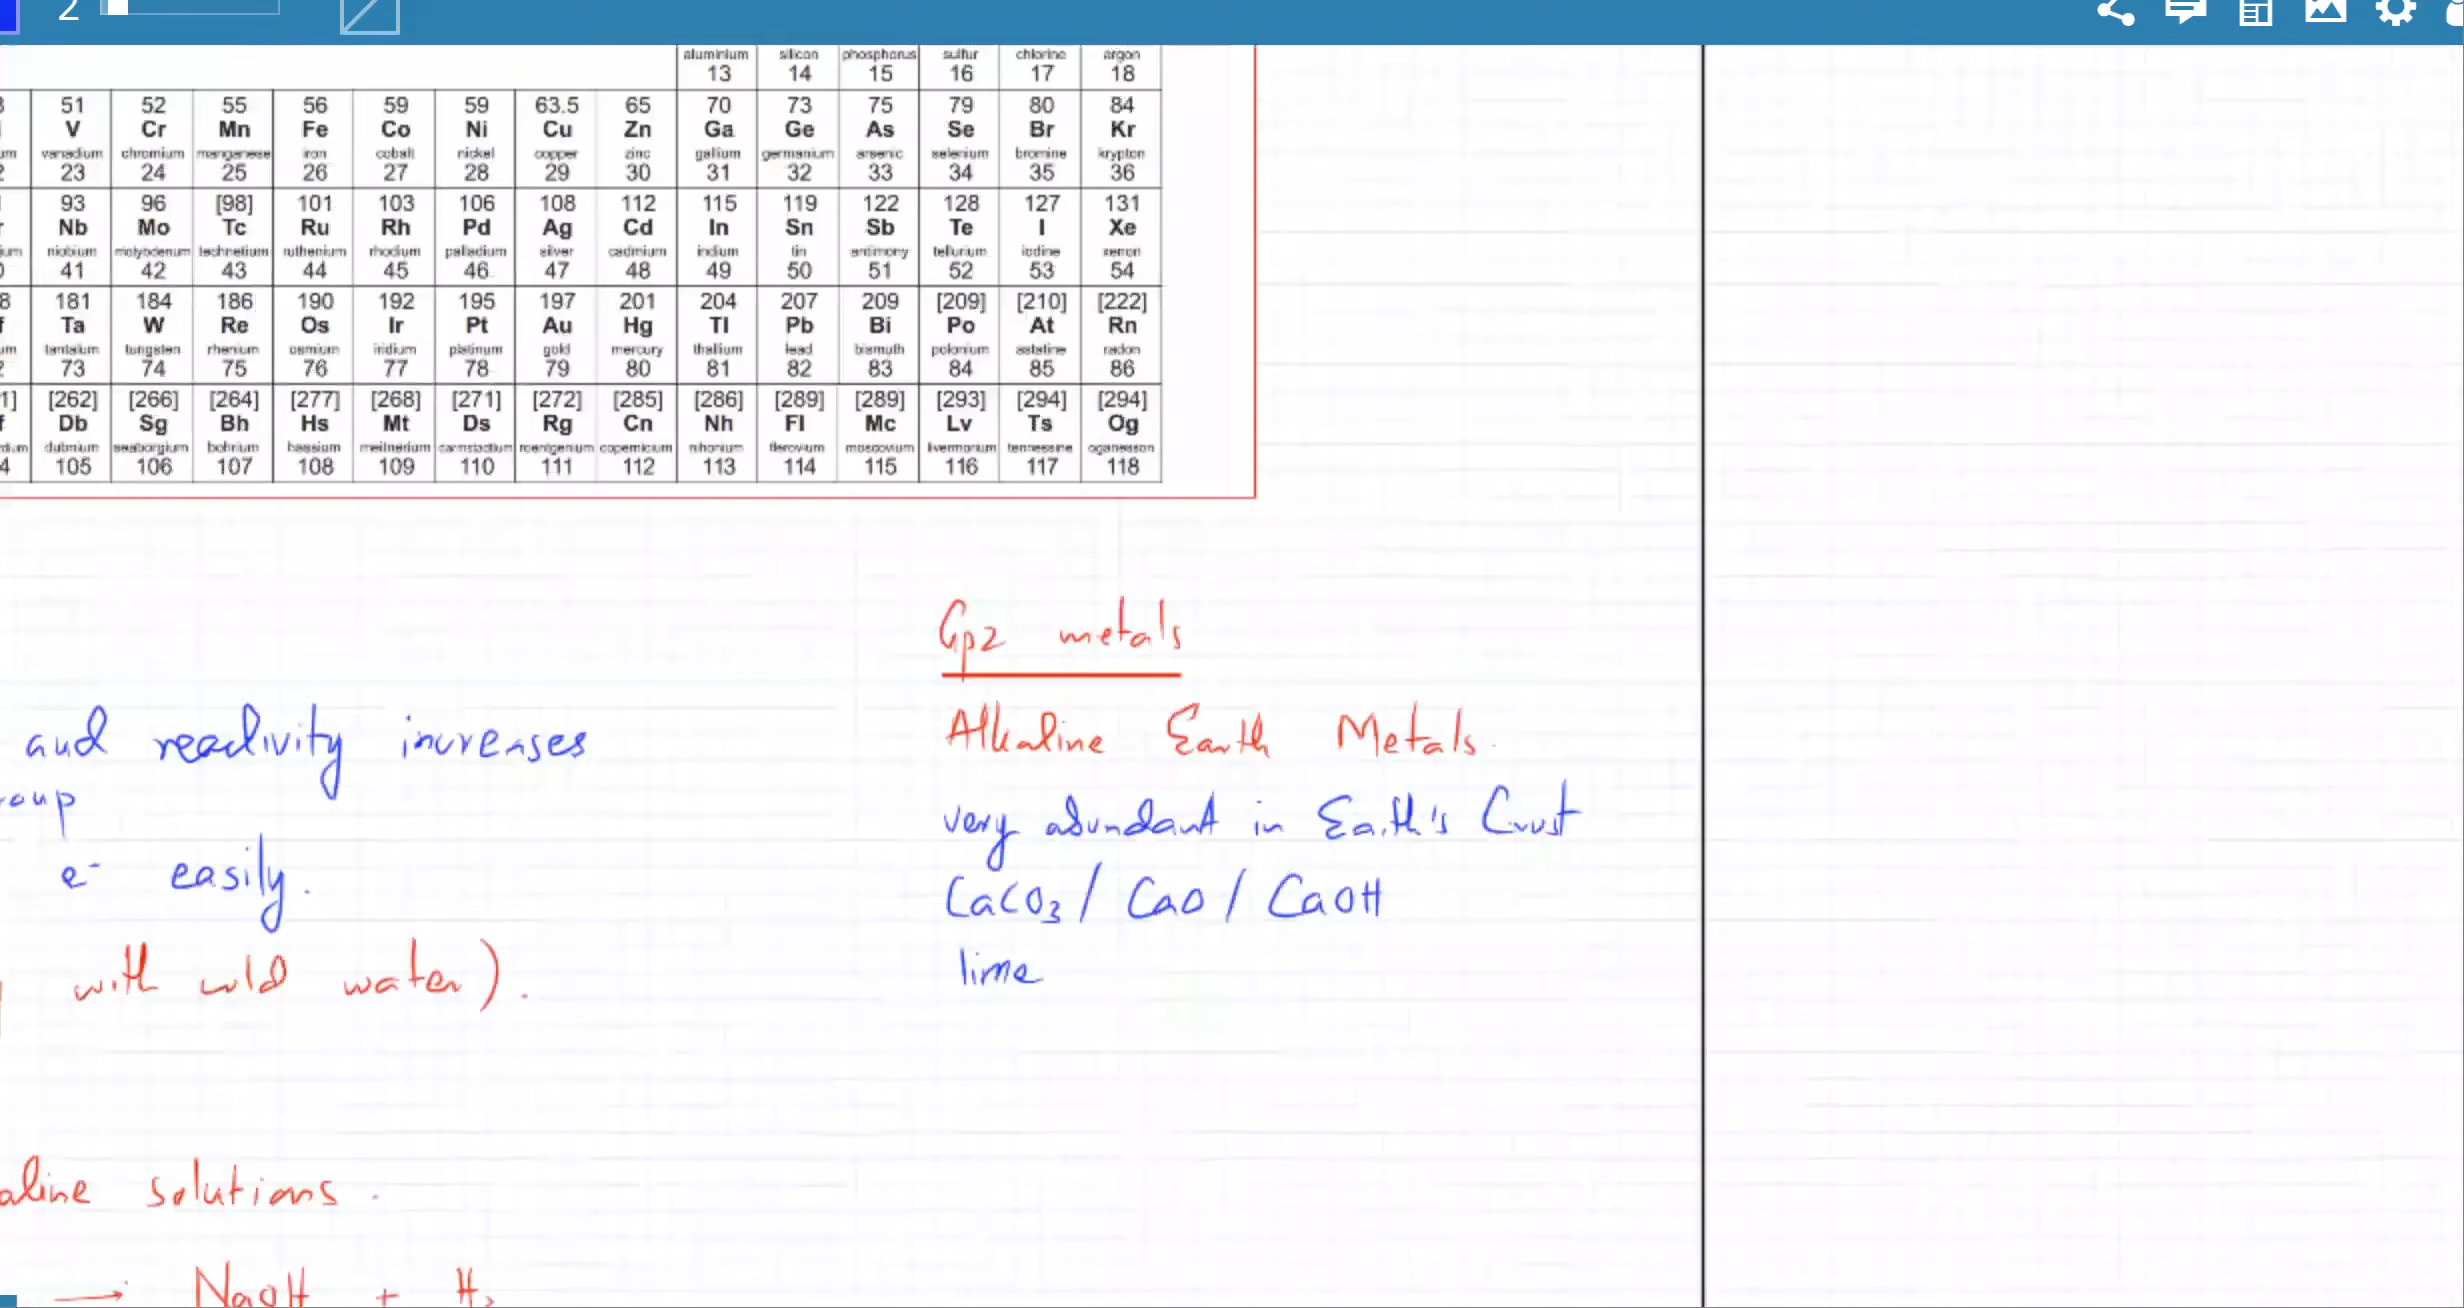 2
aluminium silicon phosphorus sulfur chlorine argon
13 14 15 16 17 18
51 52 55 56 59 59 63.5 65 70 73 75 79 80 84
V Cr Mn Fe Co Ni Cu Zn Ga Ge As Se Br Kr
vanadium chromium manganese iron cobalt nickel copper zinc gallium germanium arsenic selenium bromine krypton
23 24 25 26 27 28 29 30 31 32 33 34 35 36
93 96 [98] 101 103 106 108 112 115 119 122 128 127 131
Nb Mo Tc Ru Rh Pd Ag Cd In Sn Sb Te I Xe
niobium molybdenum technetium ruthenium rhodium palladium silver cadmium indium tin antimony tellurium iodine xenon
41 42 43 44 45 46 47 48 49 50 51 52 53 54
181 184 186 190 192 195 197 201 204 207 209 [209] [210] [222]
Ta W Re Os Ir Pt Au Hg Tl Pb Bi Po At Rn
tantalum tungsten rhenium osmium iridium platinum gold mercury thallium lead bismuth polonium astatine radon
73 74 75 76 77 78 79 80 81 82 83 84 85 86
[262] [266] [264] [277] [268] [271] [272] [285] [286] [289] [289] [293] [294] [294]
Db Sg Bh Hs Mt Ds Rg Cn Nh Fl Mc Lv Ts Og
dubnium seaborgium bohrium hassium meitnerium darmstadtium roentgenium copernicium nihonium flerovium moscovium livermorium tennessine oganesson
105 106 107 108 109 110 111 112 113 114 115 116 117 118
and reactivity increases
oup
e- easily.
with cold water).
aline solutions.
→ NaOH + H2
Gp2 metals
Alkaline Earth Metals.
very abundant in Earth's Crust
CaCO3 / CaO / CaOH
lime